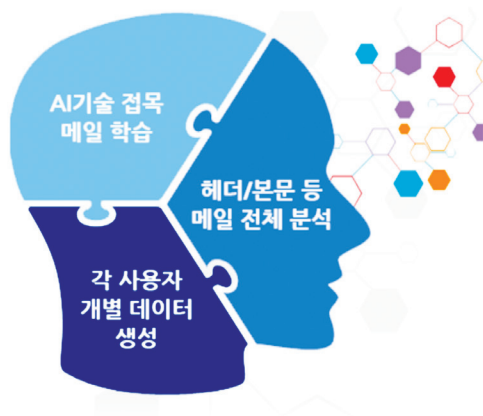 AI기술 접목
메일 학습
헤더/본문 등
메일 전체 분석
각 사용자
개별 데이터
생성